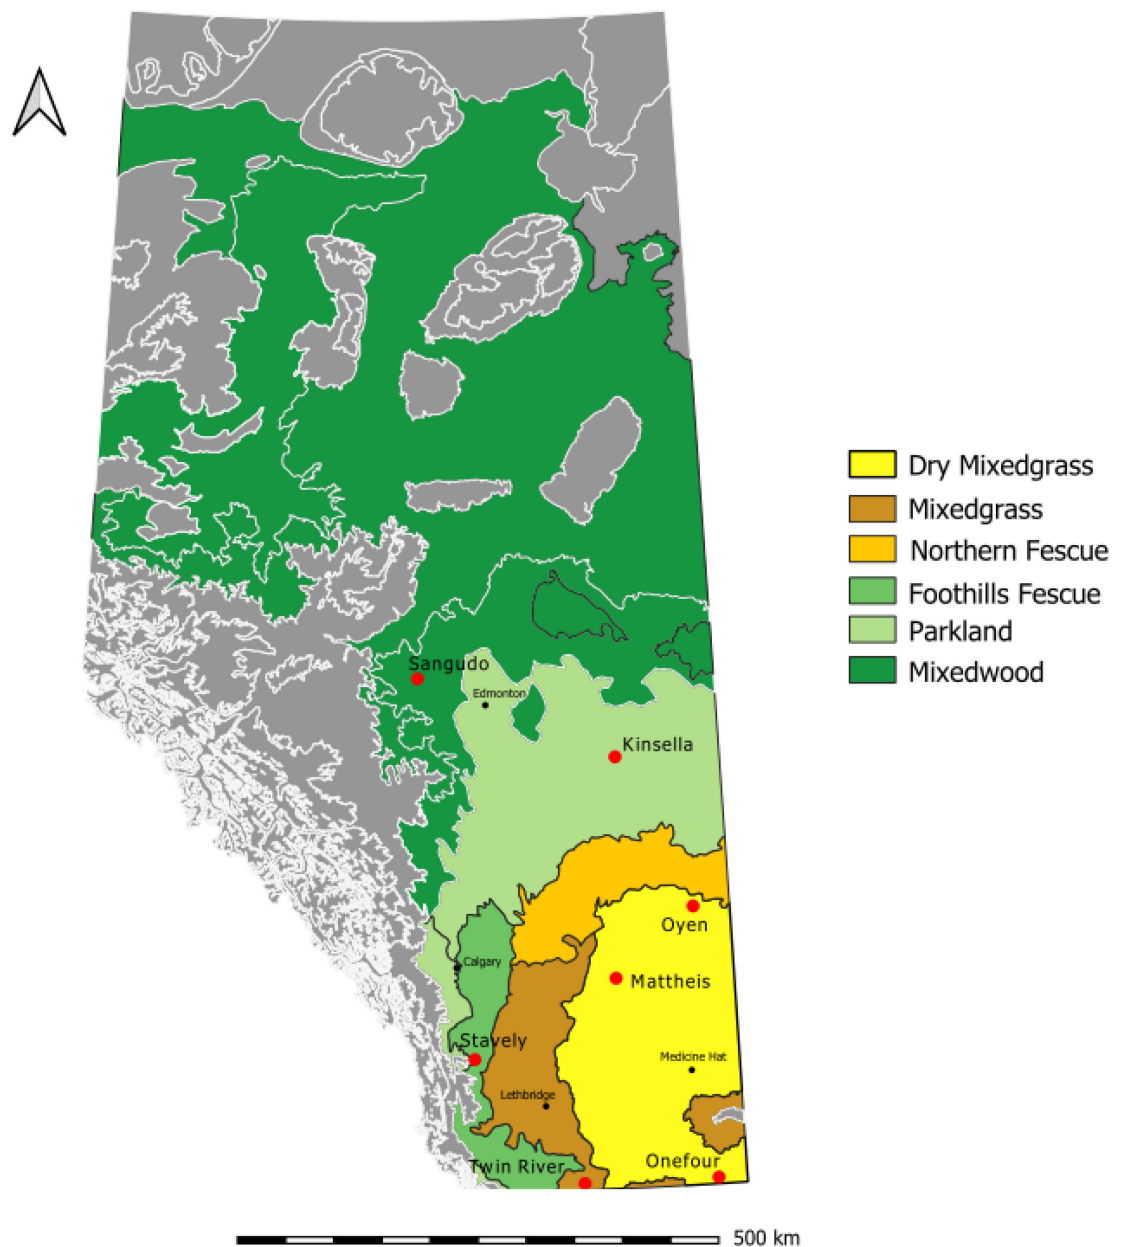 Dry Mixedgrass
Mixedgrass
Northern Fescue
Foothills Fescue
Parkland
Mixedwood
Sangudo
Edmonton
Kinsella
Oyen
Calgary
Mattheis
Stavely
Medicine Hat
Lethbridge
Twin River
Onefour
500 km